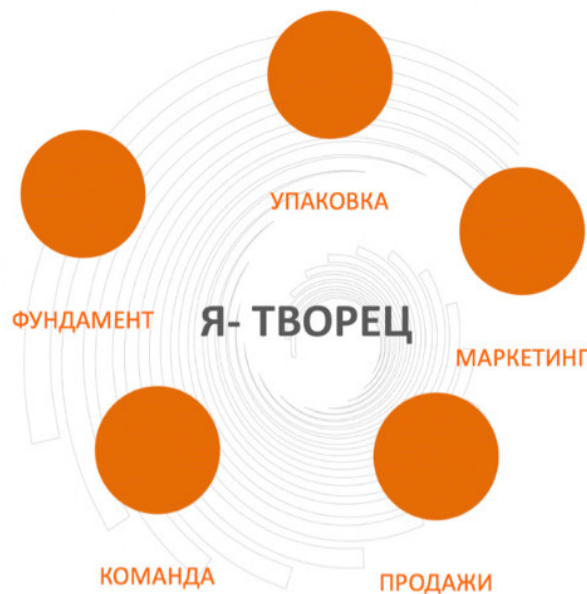 УПАКОВКА
ФУНДАМЕНТ
Я- ТВОРЕЦ
МАРКЕТИНГ
КОМАНДА
ПРОДАЖИ